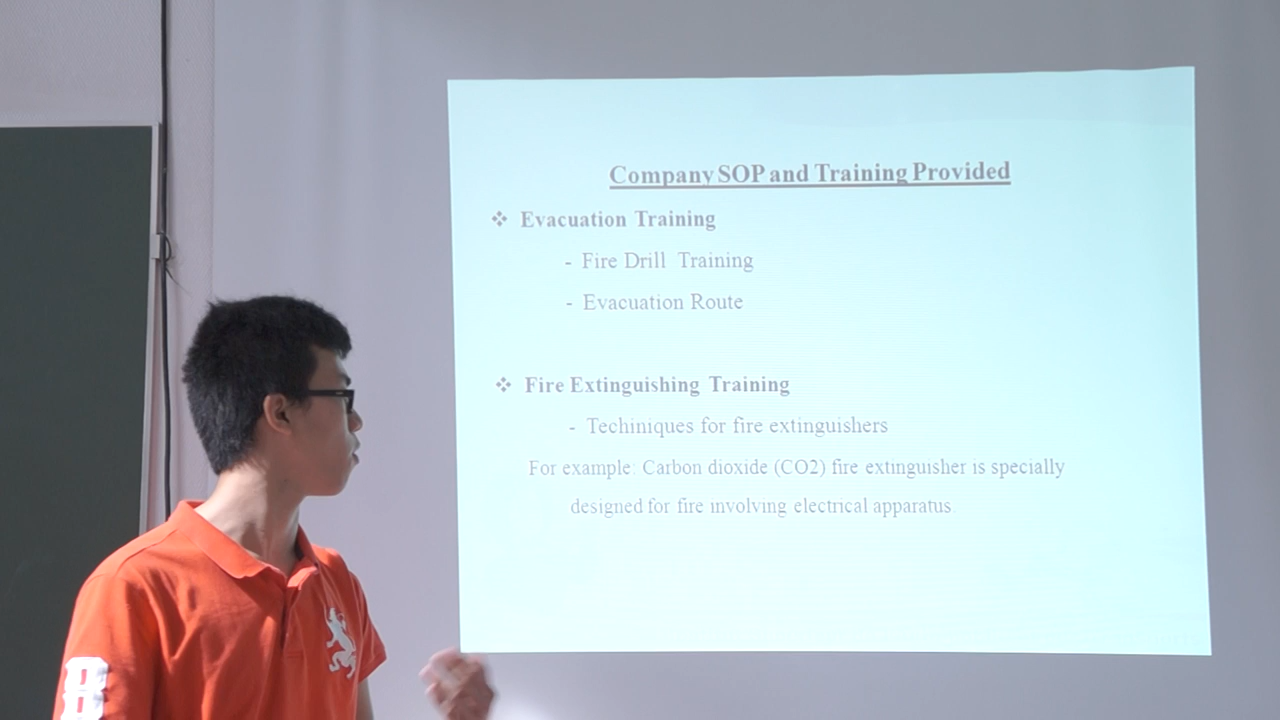 Company SOP and Training Provided
❖ Evacuation Training
- Fire Drill Training
- Evacuation Route
❖ Fire Extinguishing Training
- Techiniques for fire extinguishers
For example: Carbon dioxide (CO2) fire extinguisher is specially
designed for fire involving electrical apparatus.